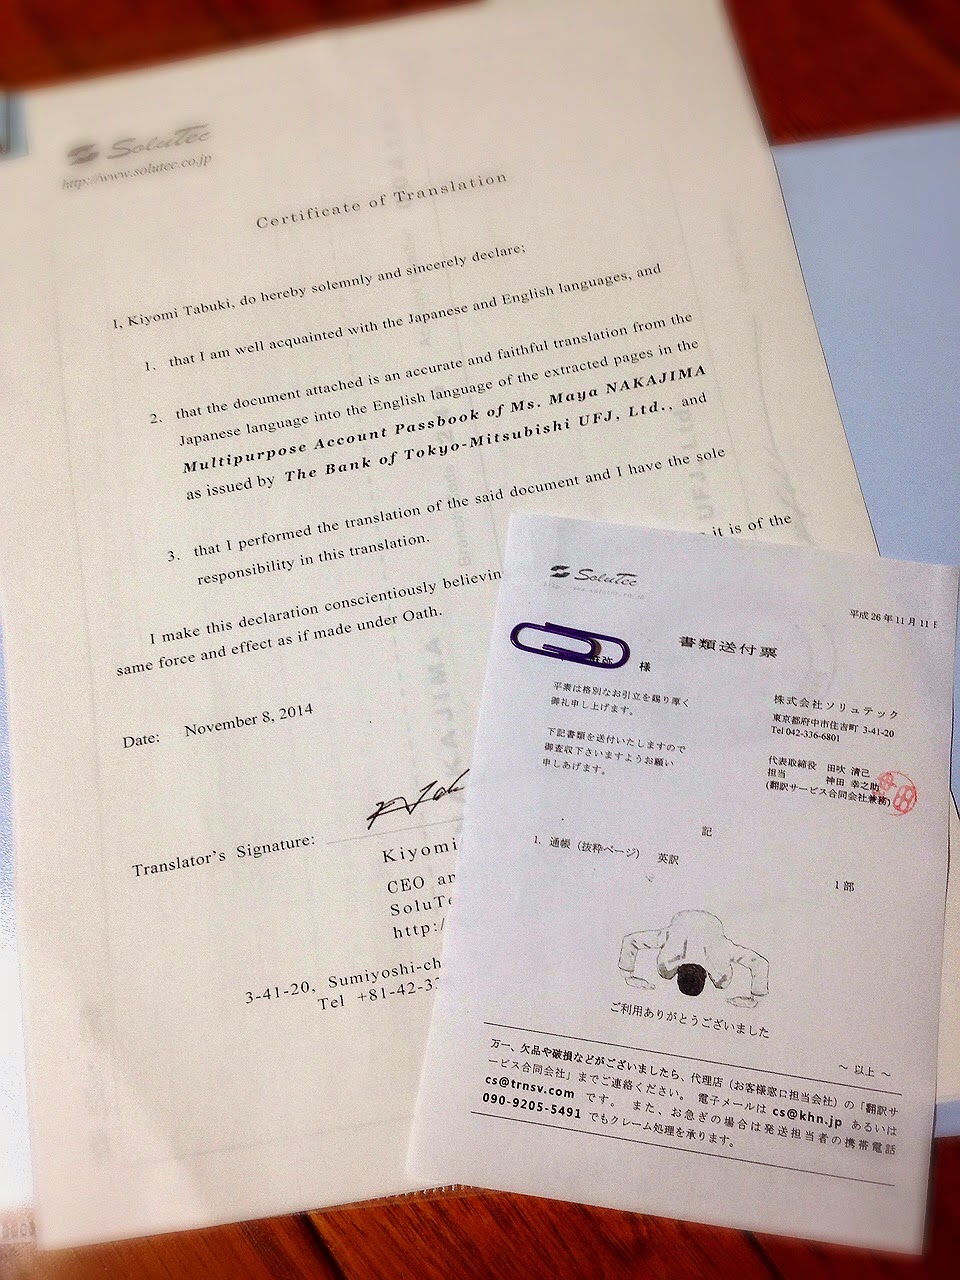 SoluTec
http://www.solutec.co.jp
Certificate of Translation
I, Kiyomi Tabuki, do hereby solemnly and sincerely declare;
1. that I am well acquainted with the Japanese and English languages, and
2. that the document attached is an accurate and faithful translation from the
Japanese language into the English language of the extracted pages in the
Multipurpose Account Passbook of Ms. Maya NAKAJIMA
as issued by The Bank of Tokyo-Mitsubishi UFJ, Ltd., and
3. that I performed the translation of the said document and I have the sole
responsibility in this translation.
I make this declaration conscientiously believin
it is of the
same force and effect as if made under Oath.
Date: November 8, 2014
Translator's Signature:
Kiyomi
CEO an
SoluTe
http:/
3-41-20, Sumiyoshi-ch
Tel +81-42-33
SoluTec
平成26年11月11日
書類送付票
様
平素は格別なお引立を賜り厚く
御礼申し上げます。
下記書類を送付いたしますので
御査収下さいますようお願い
申しあげます。
株式会社ソリュテック
東京都府中市住吉町 3-41-20
Tel 042-336-6801
代表取締役 田吹 清己
担当 神田 幸之助
(翻訳サービス合同会社兼務)
記
1. 通帳（抜粋ページ） 英訳
1部
ご利用ありがとうございました
～ 以上 ～
万一、欠品や破損などがございましたら、代理店（お客様窓口担当会社）の「翻訳サ
ービス合同会社」までご連絡ください。 電子メールは cs@khn.jp あるいは
cs@trnsv.com です。 また、お急ぎの場合は発送担当者の携帯電話
090-9205-5491 でもクレーム処理を承ります。